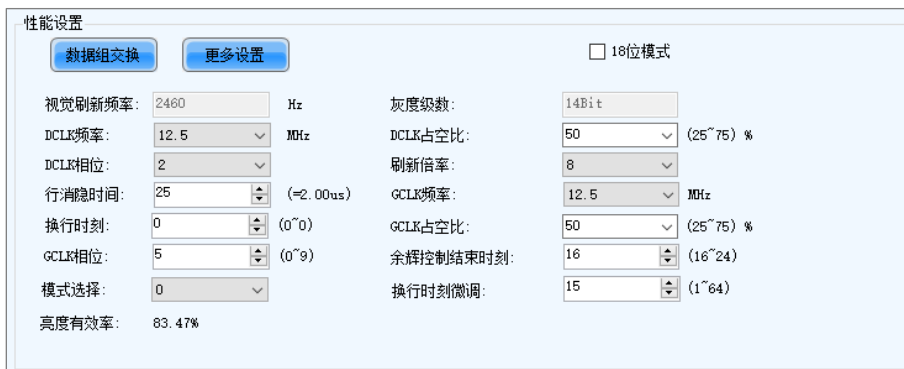 性能设置
数据组交换 更多设置 18位模式
视觉刷新频率: 2460 Hz 灰度级数: 14Bit
DCLK频率: 12.5 MHz DCLK占空比: 50 (25~75) %
DCLK相位: 2 刷新倍率: 8
行消隐时间: 25 (=2.00us) GCLK频率: 12.5 MHz
换行时刻: 0 (0~0) GCLK占空比: 50 (25~75) %
GCLK相位: 5 (0~9) 余辉控制结束时刻: 16 (16~24)
模式选择: 0 换行时刻微调: 15 (1~64)
亮度有效率: 83.47%